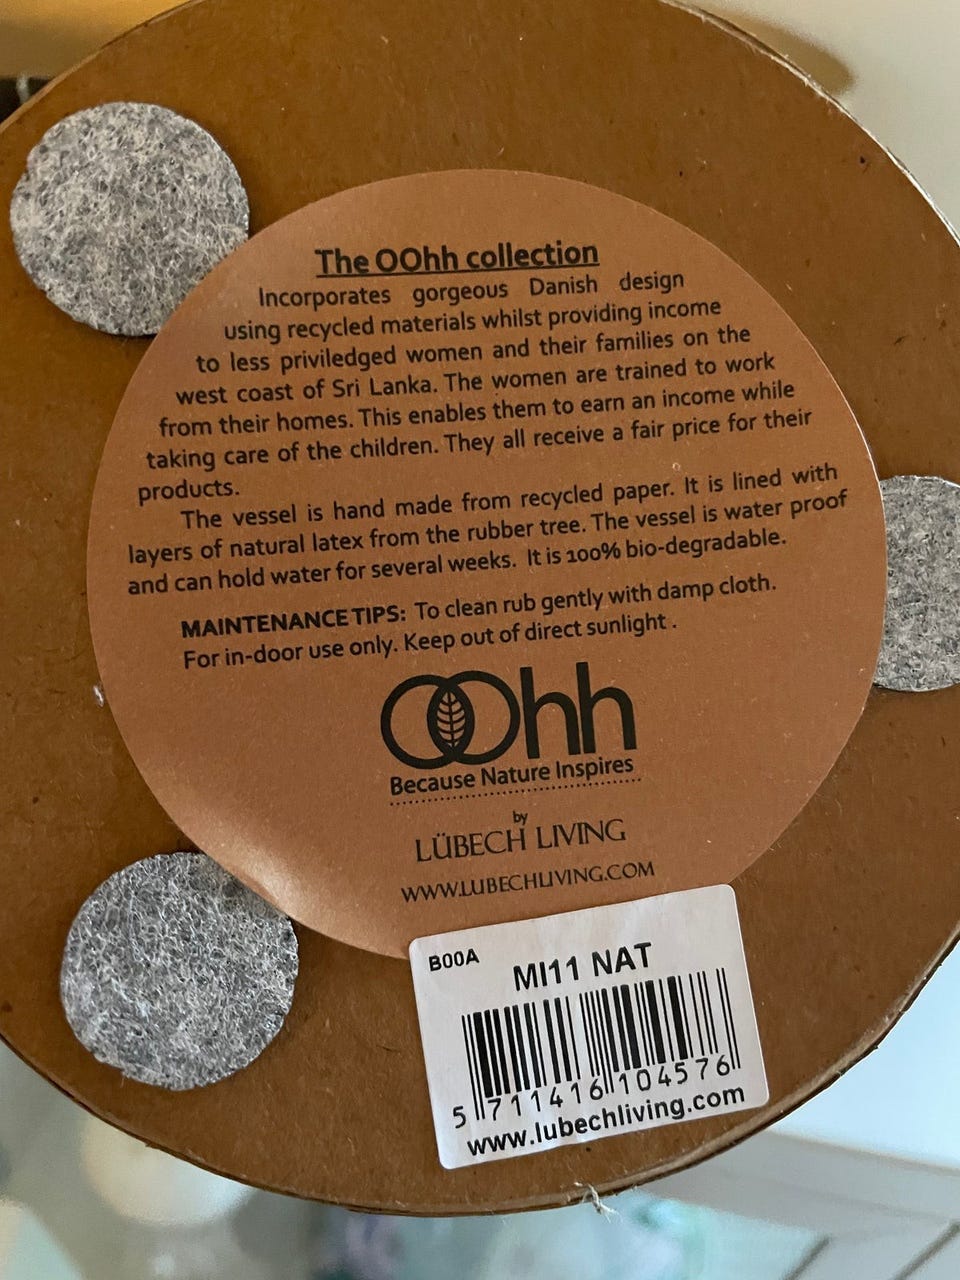 The OOhh collection
Incorporates gorgeous Danish design
using recycled materials whilst providing income
to less priviledged women and their families on the
west coast of Sri Lanka. The women are trained to work
from their homes. This enables them to earn an income while
taking care of the children. They all receive a fair price for their
products.
The vessel is hand made from recycled paper. It is lined with
layers of natural latex from the rubber tree. The vessel is water proof
and can hold water for several weeks. It is 100% bio-degradable.
MAINTENANCE TIPS: To clean rub gently with damp cloth.
For in-door use only. Keep out of direct sunlight .
OOhh
Because Nature Inspires
by
LÜBECH LIVING
WWW.LUBECHLIVING.COM
B00A
MI11 NAT
5 711416 104576
www.lubechliving.com